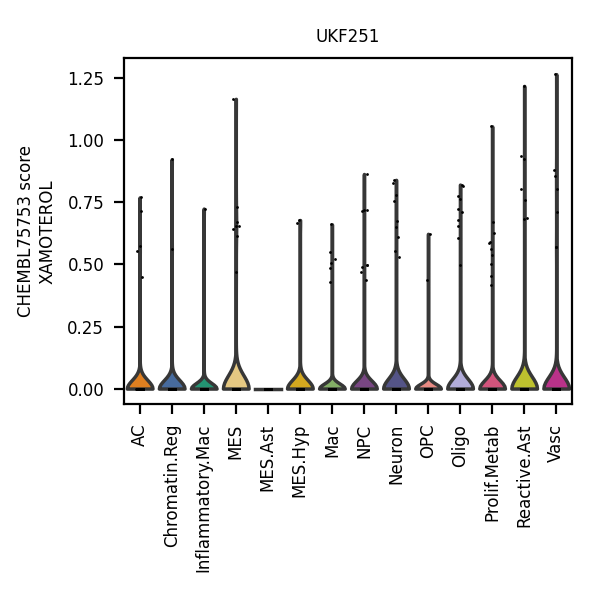 UKF251
CHEMBL75753 score
XAMOTEROL
1.25
1.00
0.75
0.50
0.25
0.00
AC
Chromatin.Reg
Inflammatory.Mac
MES
MES.Ast
MES.Hyp
Mac
NPC
Neuron
OPC
Oligo
Prolif.Metab
Reactive.Ast
Vasc